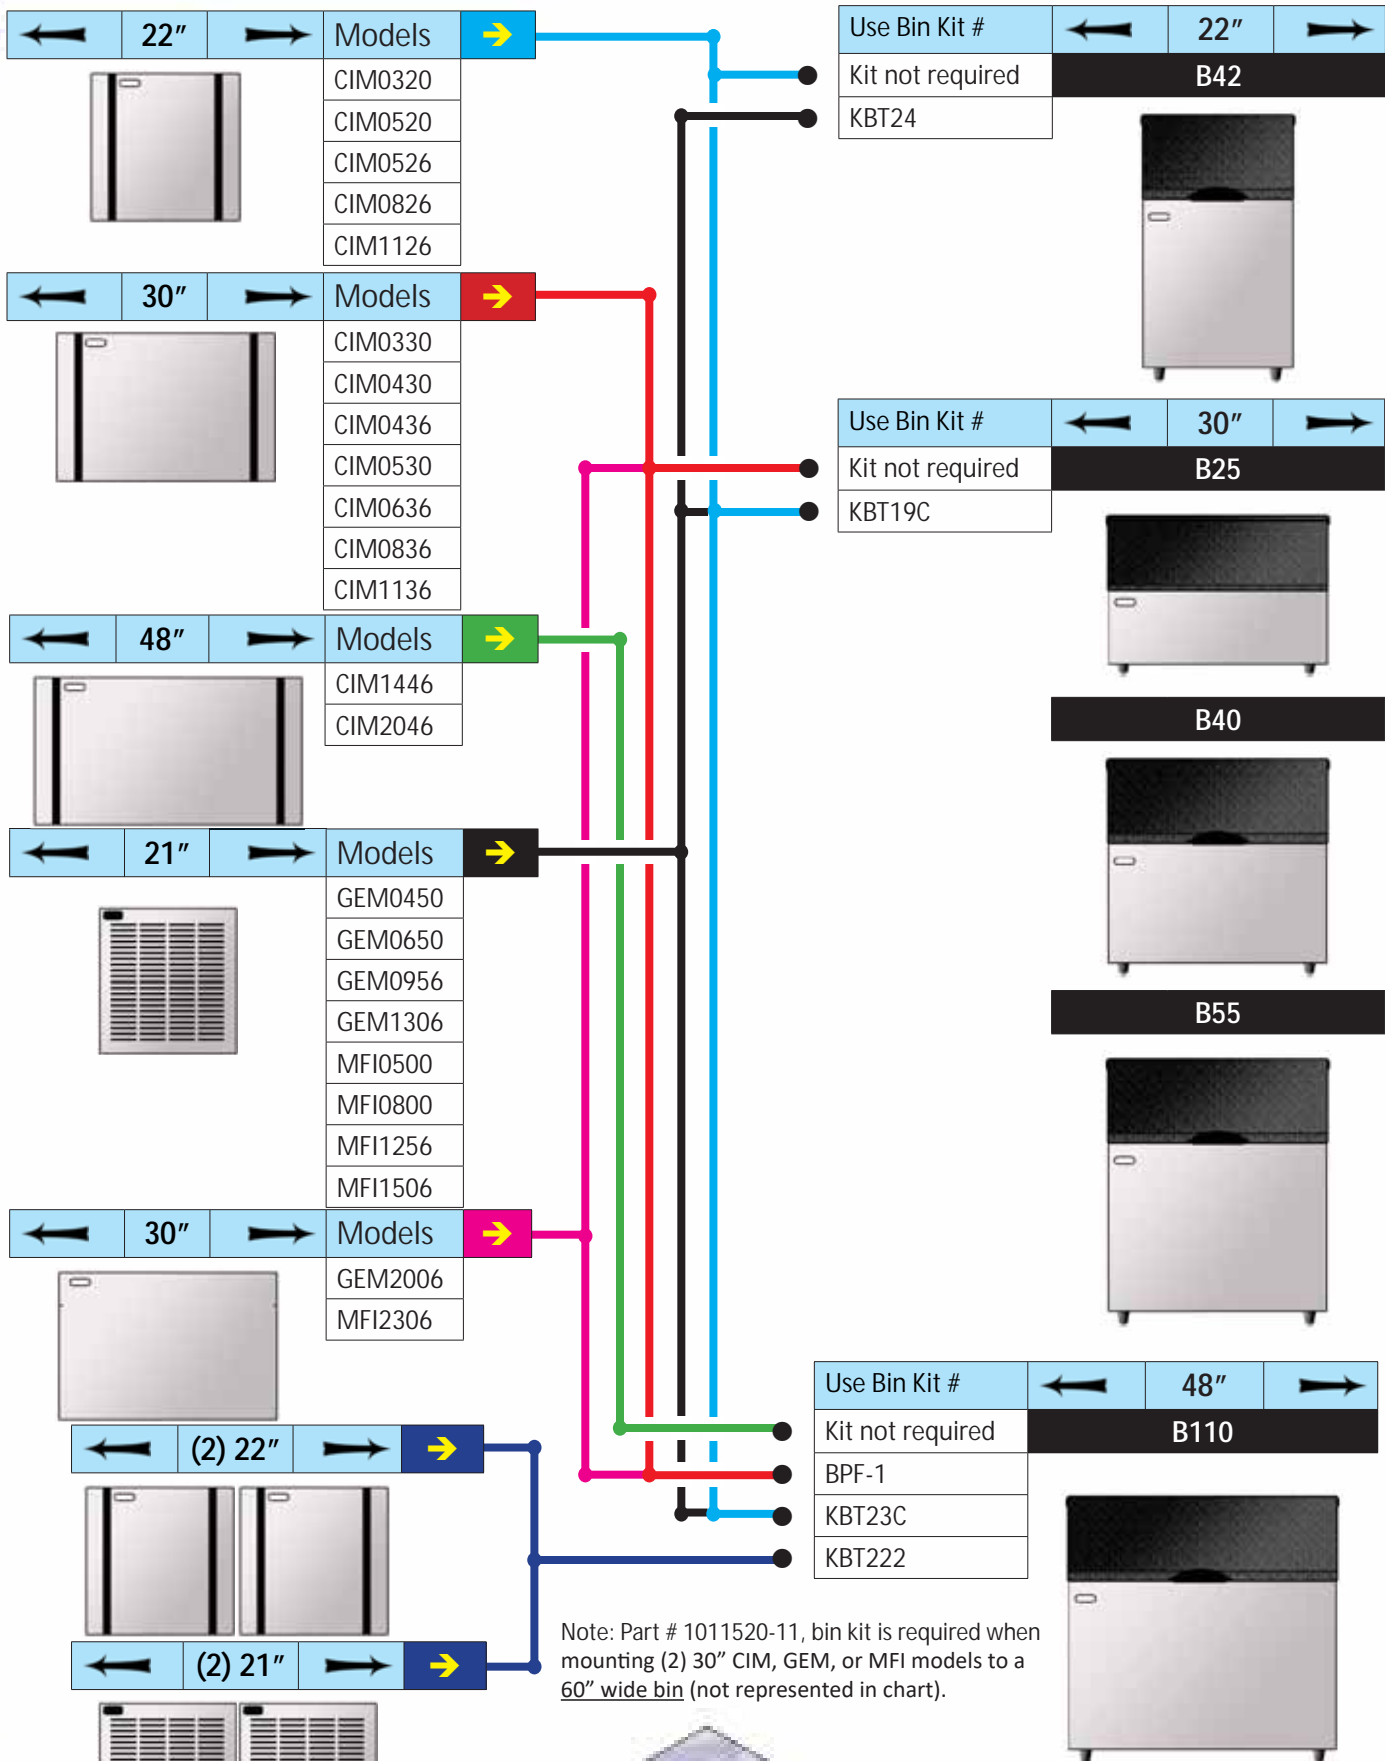 22″ Models
CIM0320
CIM0520
CIM0526
CIM0826
CIM1126
30″ Models
CIM0330
CIM0430
CIM0436
CIM0530
CIM0636
CIM0836
CIM1136
48″ Models
CIM1446
CIM2046
21″ Models
GEM0450
GEM0650
GEM0956
GEM1306
MFI0500
MFI0800
MFI1256
MFI1506
30″ Models
GEM2006
MFI2306
(2) 22″
(2) 21″
Use Bin Kit # 22″
Kit not required B42
KBT24
Use Bin Kit # 30″
Kit not required B25
KBT19C
B40
B55
Use Bin Kit # 48″
Kit not required B110
BPF-1
KBT23C
KBT222
Note: Part # 1011520-11, bin kit is required when
mounting (2) 30″ CIM, GEM, or MFI models to a
60″ wide bin (not represented in chart).